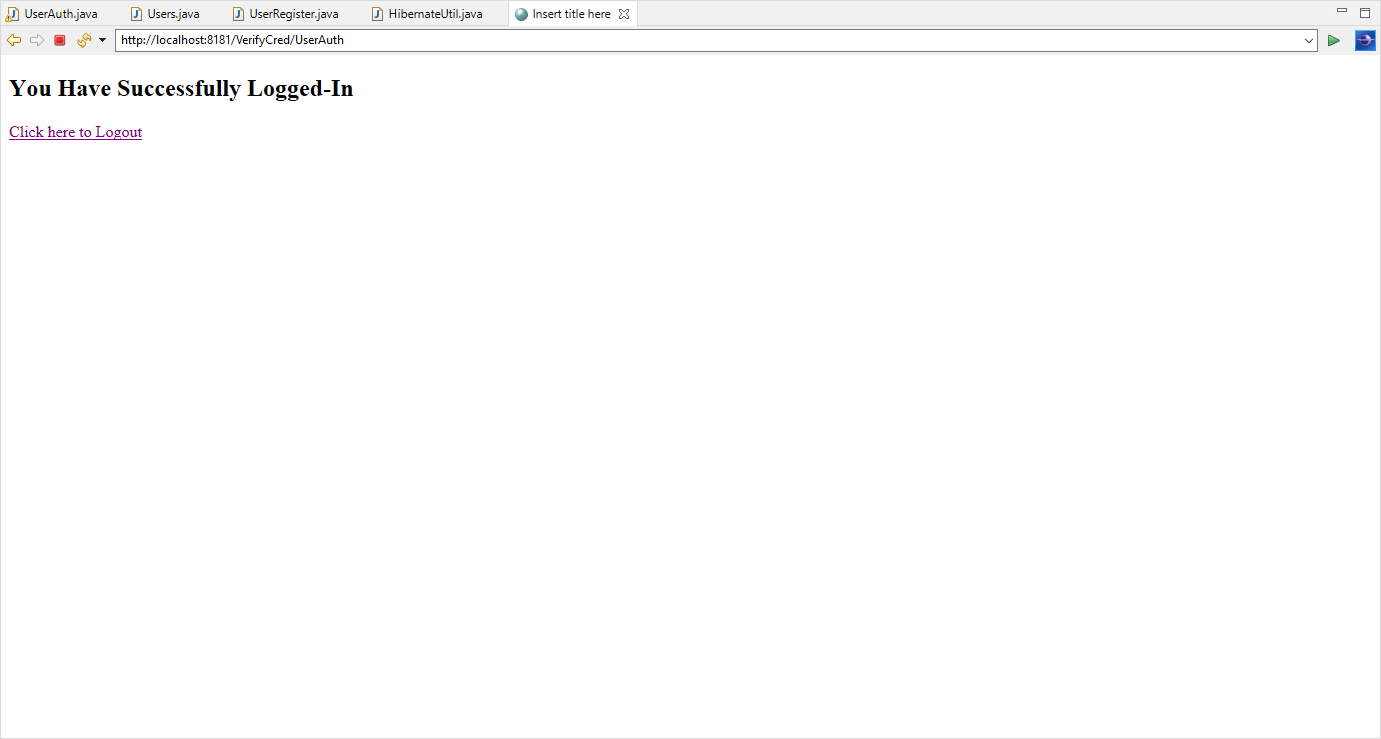 UserAuth.java Users.java UserRegister.java HibernateUtil.java Insert title here
http://localhost:8181/VerifyCred/UserAuth
You Have Successfully Logged-In
Click here to Logout